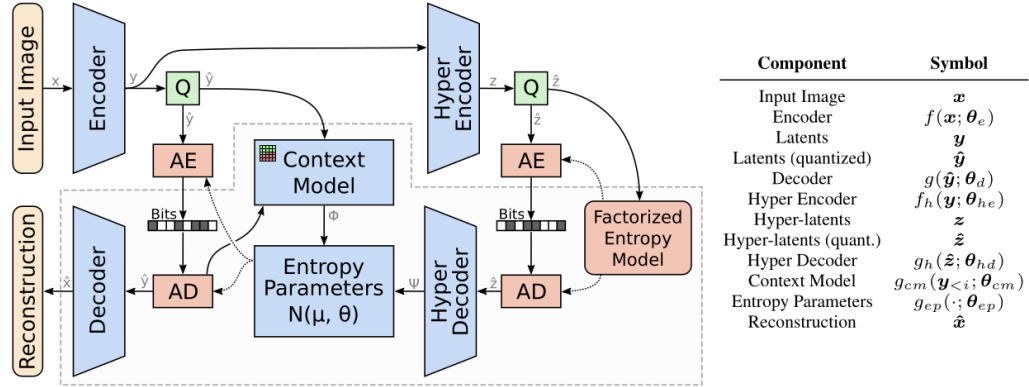 Input Image
x
Encoder
y
Q
ŷ
ŷ
AE
Bits
AD
ŷ
Decoder
x̂
Reconstruction
Context
Model
Φ
Entropy
Parameters
N(μ, θ)
Ψ
Hyper
Encoder
z
Q
ẑ
ẑ
AE
Bits
AD
ẑ
Hyper
Decoder
Factorized
Entropy
Model
Component Symbol
Input Image x
Encoder f(x; θe)
Latents y
Latents (quantized) ŷ
Decoder g(ŷ; θd)
Hyper Encoder fh(y; θhe)
Hyper-latents z
Hyper-latents (quant.) ẑ
Hyper Decoder gh(ẑ; θhd)
Context Model gcm(y<i; θcm)
Entropy Parameters gep(·; θep)
Reconstruction x̂